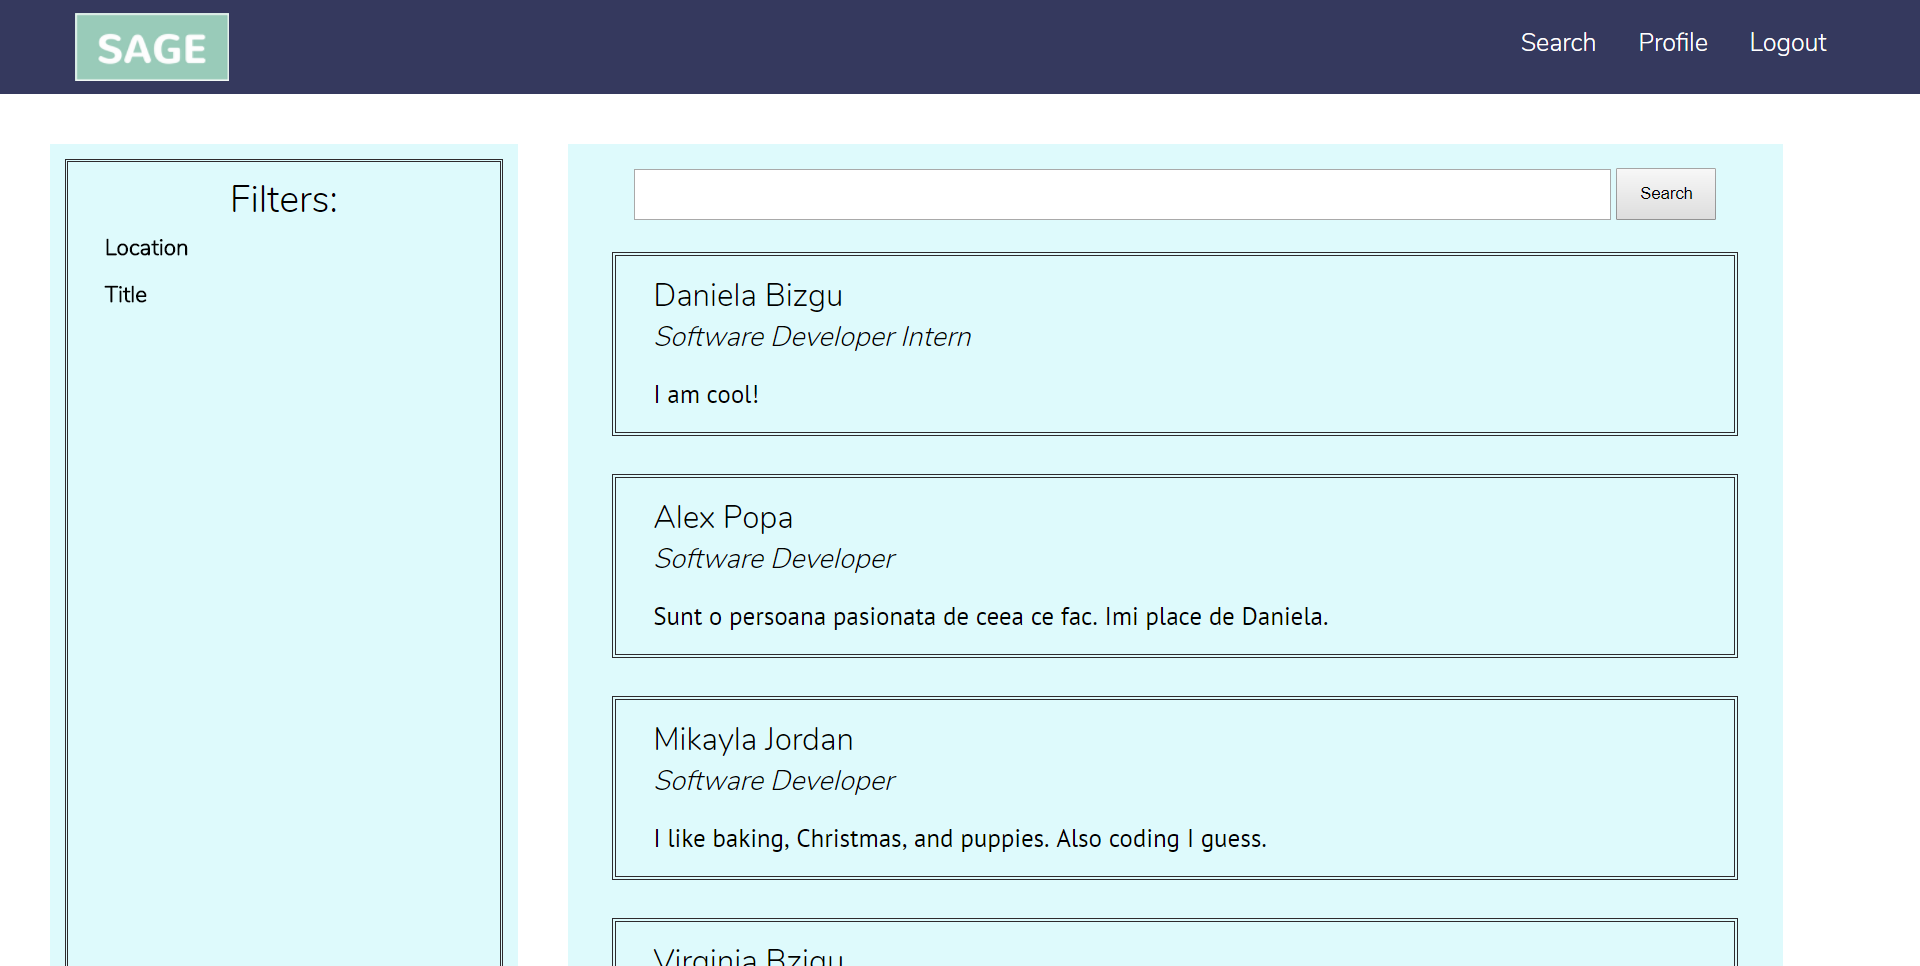 SAGE
Search
Profile
Logout
Filters:
Location
Title
Search
Daniela Bizgu
Software Developer Intern
I am cool!
Alex Popa
Software Developer
Sunt o persoana pasionata de ceea ce fac. Imi place de Daniela.
Mikayla Jordan
Software Developer
I like baking, Christmas, and puppies. Also coding I guess.
Virginia Bzigu